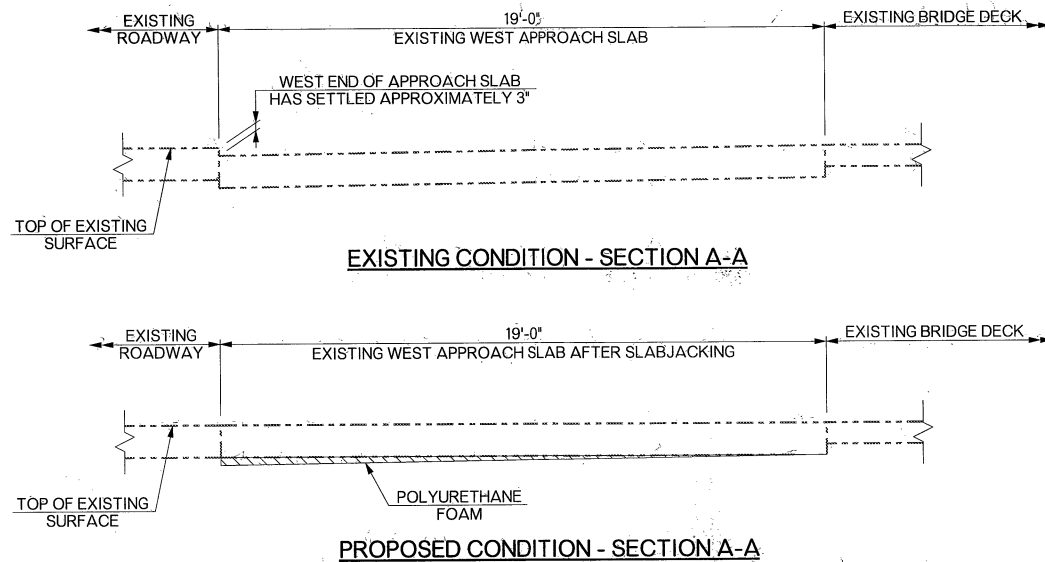 EXISTING
ROADWAY
19'-0"
EXISTING WEST APPROACH SLAB
EXISTING BRIDGE DECK
WEST END OF APPROACH SLAB
HAS SETTLED APPROXIMATELY 3"
TOP OF EXISTING
SURFACE
EXISTING CONDITION - SECTION A-A
EXISTING
ROADWAY
19'-0"
EXISTING WEST APPROACH SLAB AFTER SLABJACKING
EXISTING BRIDGE DECK
TOP OF EXISTING
SURFACE
POLYURETHANE
FOAM
PROPOSED CONDITION - SECTION A-A